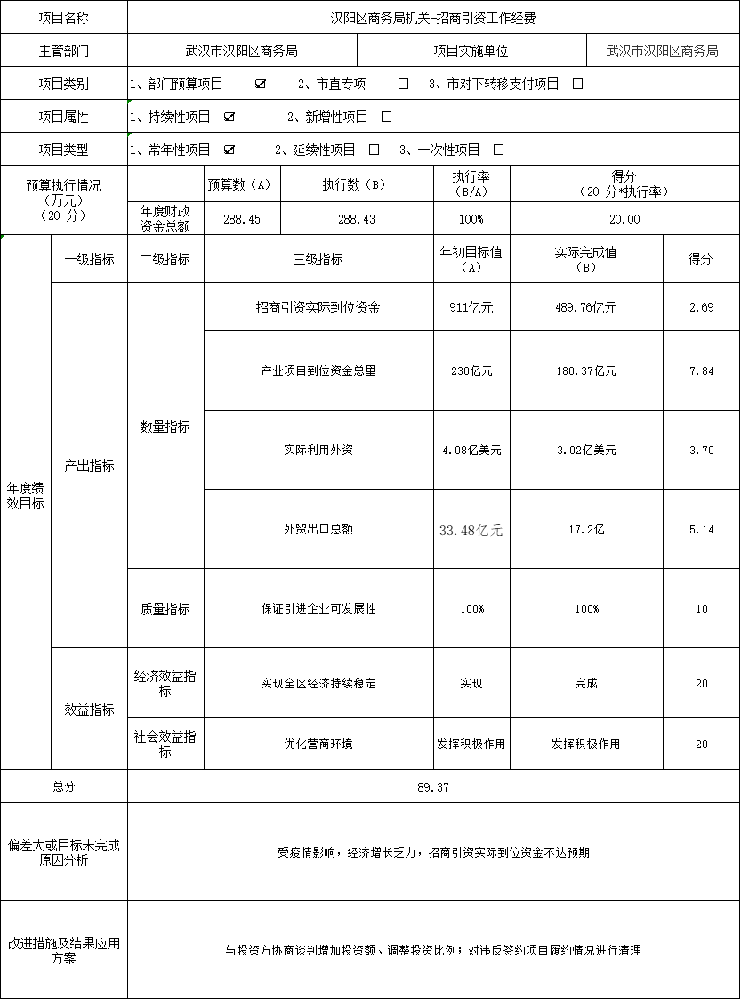 项目名称 汉阳区商务局机关-招商引资工作经费
主管部门 武汉市汉阳区商务局 项目实施单位 武汉市汉阳区商务局
项目类别 1、部门预算项目 ☑ 2、市直专项 □ 3、市对下转移支付项目 □
项目属性 1、持续性项目 ☑ 2、新增性项目 □
项目类型 1、常年性项目 ☑ 2、延续性项目 □ 3、一次性项目 □
预算执行情况
(万元)
(20 分)
预算数(A) 执行数(B) 执行率
(B/A)
得分
(20 分*执行率)
年度财政
资金总额
288.45 288.43 100% 20.00
年度绩
效目标
一级指标 二级指标 三级指标 年初目标值
(A)
实际完成值
(B)
得分
产出指标
数量指标
招商引资实际到位资金 911亿元 489.76亿元 2.69
产业项目到位资金总量 230亿元 180.37亿元 7.84
实际利用外资 4.08亿美元 3.02亿美元 3.70
外贸出口总额 33.48亿元 17.2亿 5.14
质量指标 保证引进企业可发展性 100% 100% 10
效益指标
经济效益指
标
实现全区经济持续稳定 实现 完成 20
社会效益指
标
优化营商环境 发挥积极作用 发挥积极作用 20
总分 89.37
偏差大或目标未完成
原因分析
受疫情影响，经济增长乏力，招商引资实际到位资金不达预期
改进措施及结果应用
方案
与投资方协商谈判增加投资额、调整投资比例；对违反签约项目履约情况进行清理